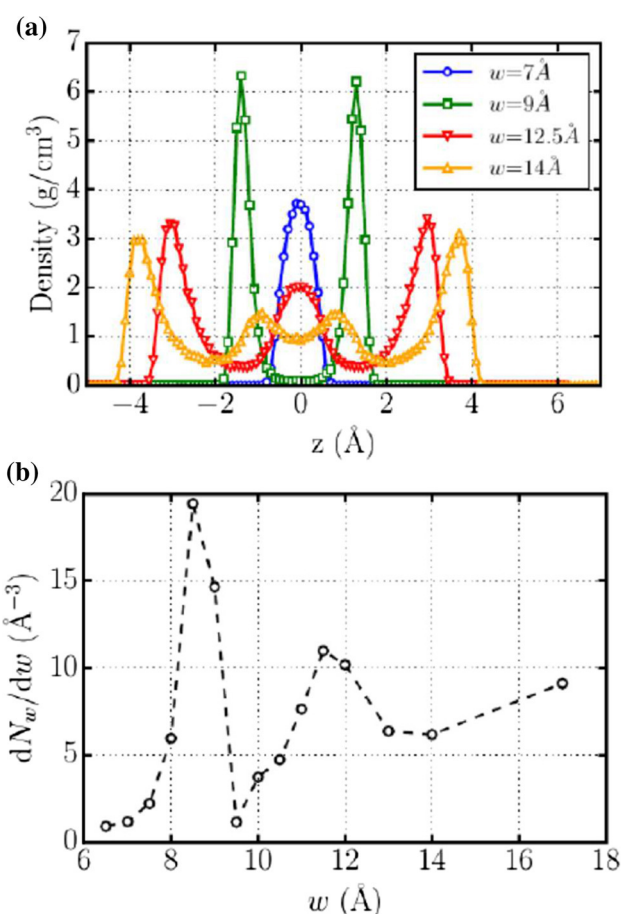 (a)
7
6
5
4
3
2
1
0
Density (g/cm³)
w=7Å
w=9Å
w=12.5Å
w=14Å
−4 −2 0 2 4 6
z (Å)
(b)
20
15
10
5
0
dN_w/dw (Å⁻³)
6 8 10 12 14 16 18
w (Å)